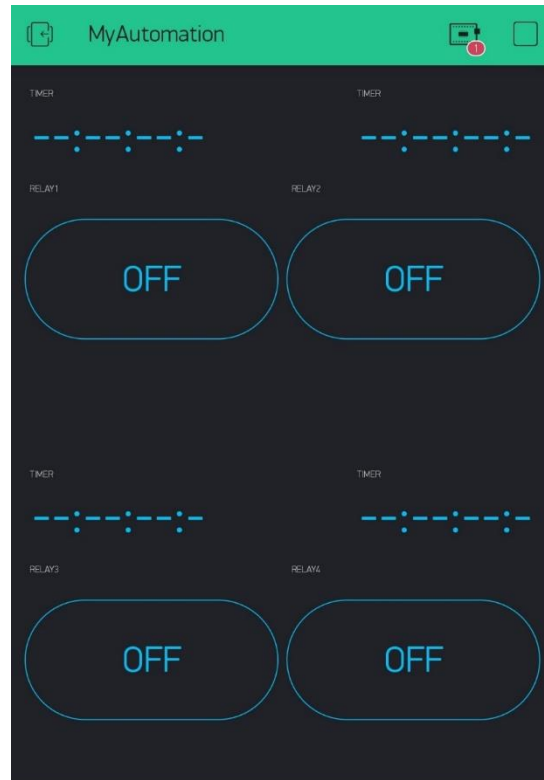 MyAutomation
1
TIMER TIMER
--:--:--:- --:--:--:-
RELAY1 RELAY2
OFF OFF
TIMER TIMER
--:--:--:- --:--:--:-
RELAY3 RELAY4
OFF OFF